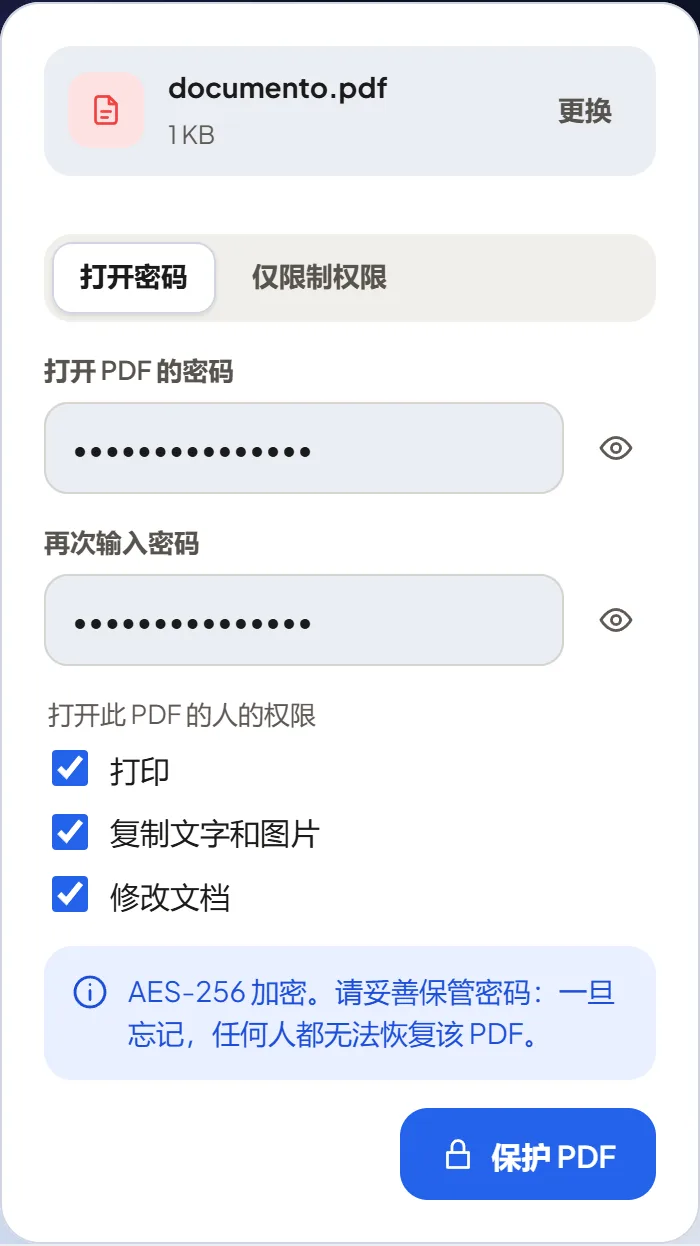 documento.pdf
1 KB
更换
打开密码
仅限制权限
打开 PDF 的密码
•••••••••••••••
再次输入密码
•••••••••••••••
打开此 PDF 的人的权限
打印
复制文字和图片
修改文档
AES-256 加密。请妥善保管密码：一旦
忘记，任何人都无法恢复该 PDF。
保护 PDF